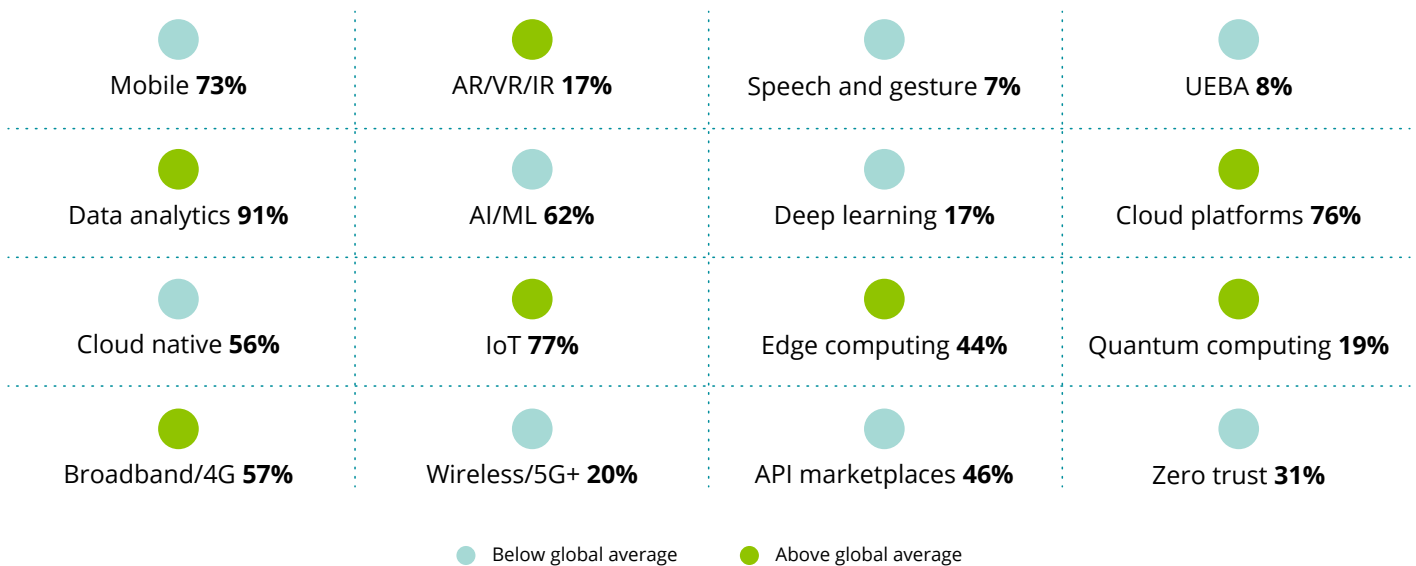 Mobile 73%
AR/VR/IR 17%
Speech and gesture 7%
UEBA 8%
Data analytics 91%
AI/ML 62%
Deep learning 17%
Cloud platforms 76%
Cloud native 56%
IoT 77%
Edge computing 44%
Quantum computing 19%
Broadband/4G 57%
Wireless/5G+ 20%
API marketplaces 46%
Zero trust 31%
Below global average
Above global average